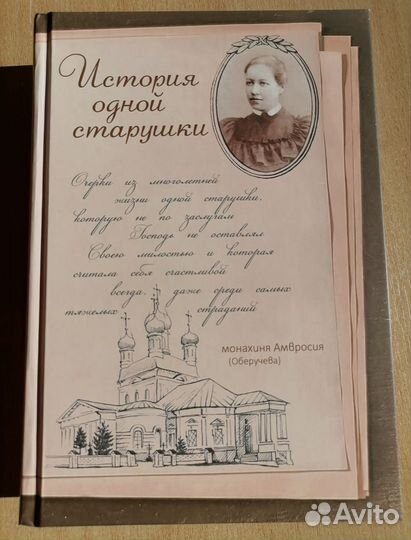 История
одной
старушки
Очерки из многолетней
жизни одной старушки,
которую не по заслугам
Господь не оставлял
Своею милостью и которая
считала себя счастливой
всегда, даже среди самых
тяжелых страданий
монахиня Амвросия
(Оберучева)
Avito